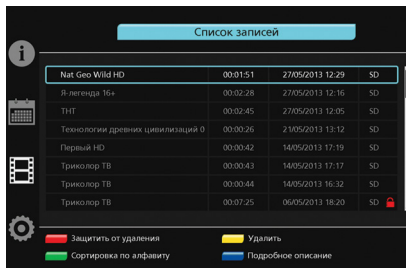 Список записей
Nat Geo Wild HD 00:01:51 27/05/2013 12:29 SD
Я-легенда 16+ 00:02:28 27/05/2013 12:16 SD
ТНТ 00:02:45 27/05/2013 12:05 SD
Технологии древних цивилизаций 0 00:00:26 21/05/2013 13:12 SD
Первый HD 00:00:42 14/05/2013 17:19 SD
Триколор ТВ 00:00:43 14/05/2013 17:17 SD
Триколор ТВ 00:00:44 14/05/2013 16:32 SD
Триколор ТВ 00:07:25 06/05/2013 18:20 SD
Защитить от удаления Удалить
Сортировка по алфавиту Подробное описание